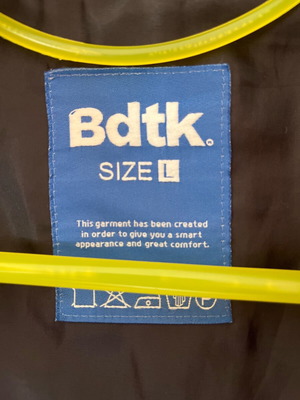 Bdtk.
SIZE L
This garment has been created
in order to give you a smart
appearance and great comfort.